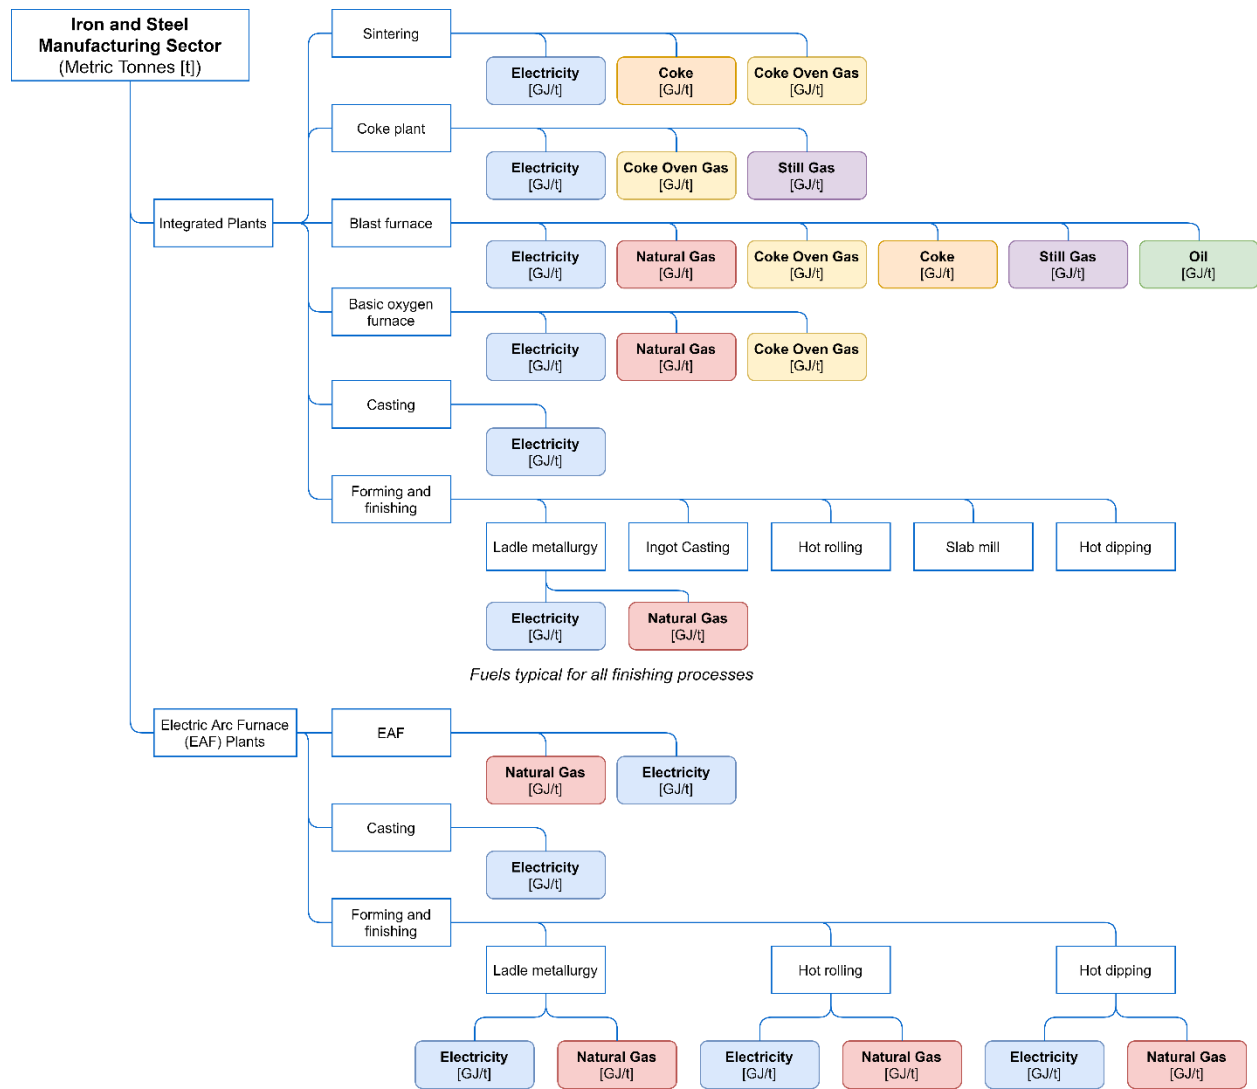 Iron and Steel
Manufacturing Sector
(Metric Tonnes [t])
Sintering
Electricity
[GJ/t]
Coke
[GJ/t]
Coke Oven Gas
[GJ/t]
Coke plant
Electricity
[GJ/t]
Coke Oven Gas
[GJ/t]
Still Gas
[GJ/t]
Integrated Plants
Blast furnace
Electricity
[GJ/t]
Natural Gas
[GJ/t]
Coke Oven Gas
[GJ/t]
Coke
[GJ/t]
Still Gas
[GJ/t]
Oil
[GJ/t]
Basic oxygen
furnace
Electricity
[GJ/t]
Natural Gas
[GJ/t]
Coke Oven Gas
[GJ/t]
Casting
Electricity
[GJ/t]
Forming and
finishing
Ladle metallurgy
Ingot Casting
Hot rolling
Slab mill
Hot dipping
Electricity
[GJ/t]
Natural Gas
[GJ/t]
Fuels typical for all finishing processes
Electric Arc Furnace
(EAF) Plants
EAF
Natural Gas
[GJ/t]
Electricity
[GJ/t]
Casting
Electricity
[GJ/t]
Forming and
finishing
Ladle metallurgy
Hot rolling
Hot dipping
Electricity
[GJ/t]
Natural Gas
[GJ/t]
Electricity
[GJ/t]
Natural Gas
[GJ/t]
Electricity
[GJ/t]
Natural Gas
[GJ/t]